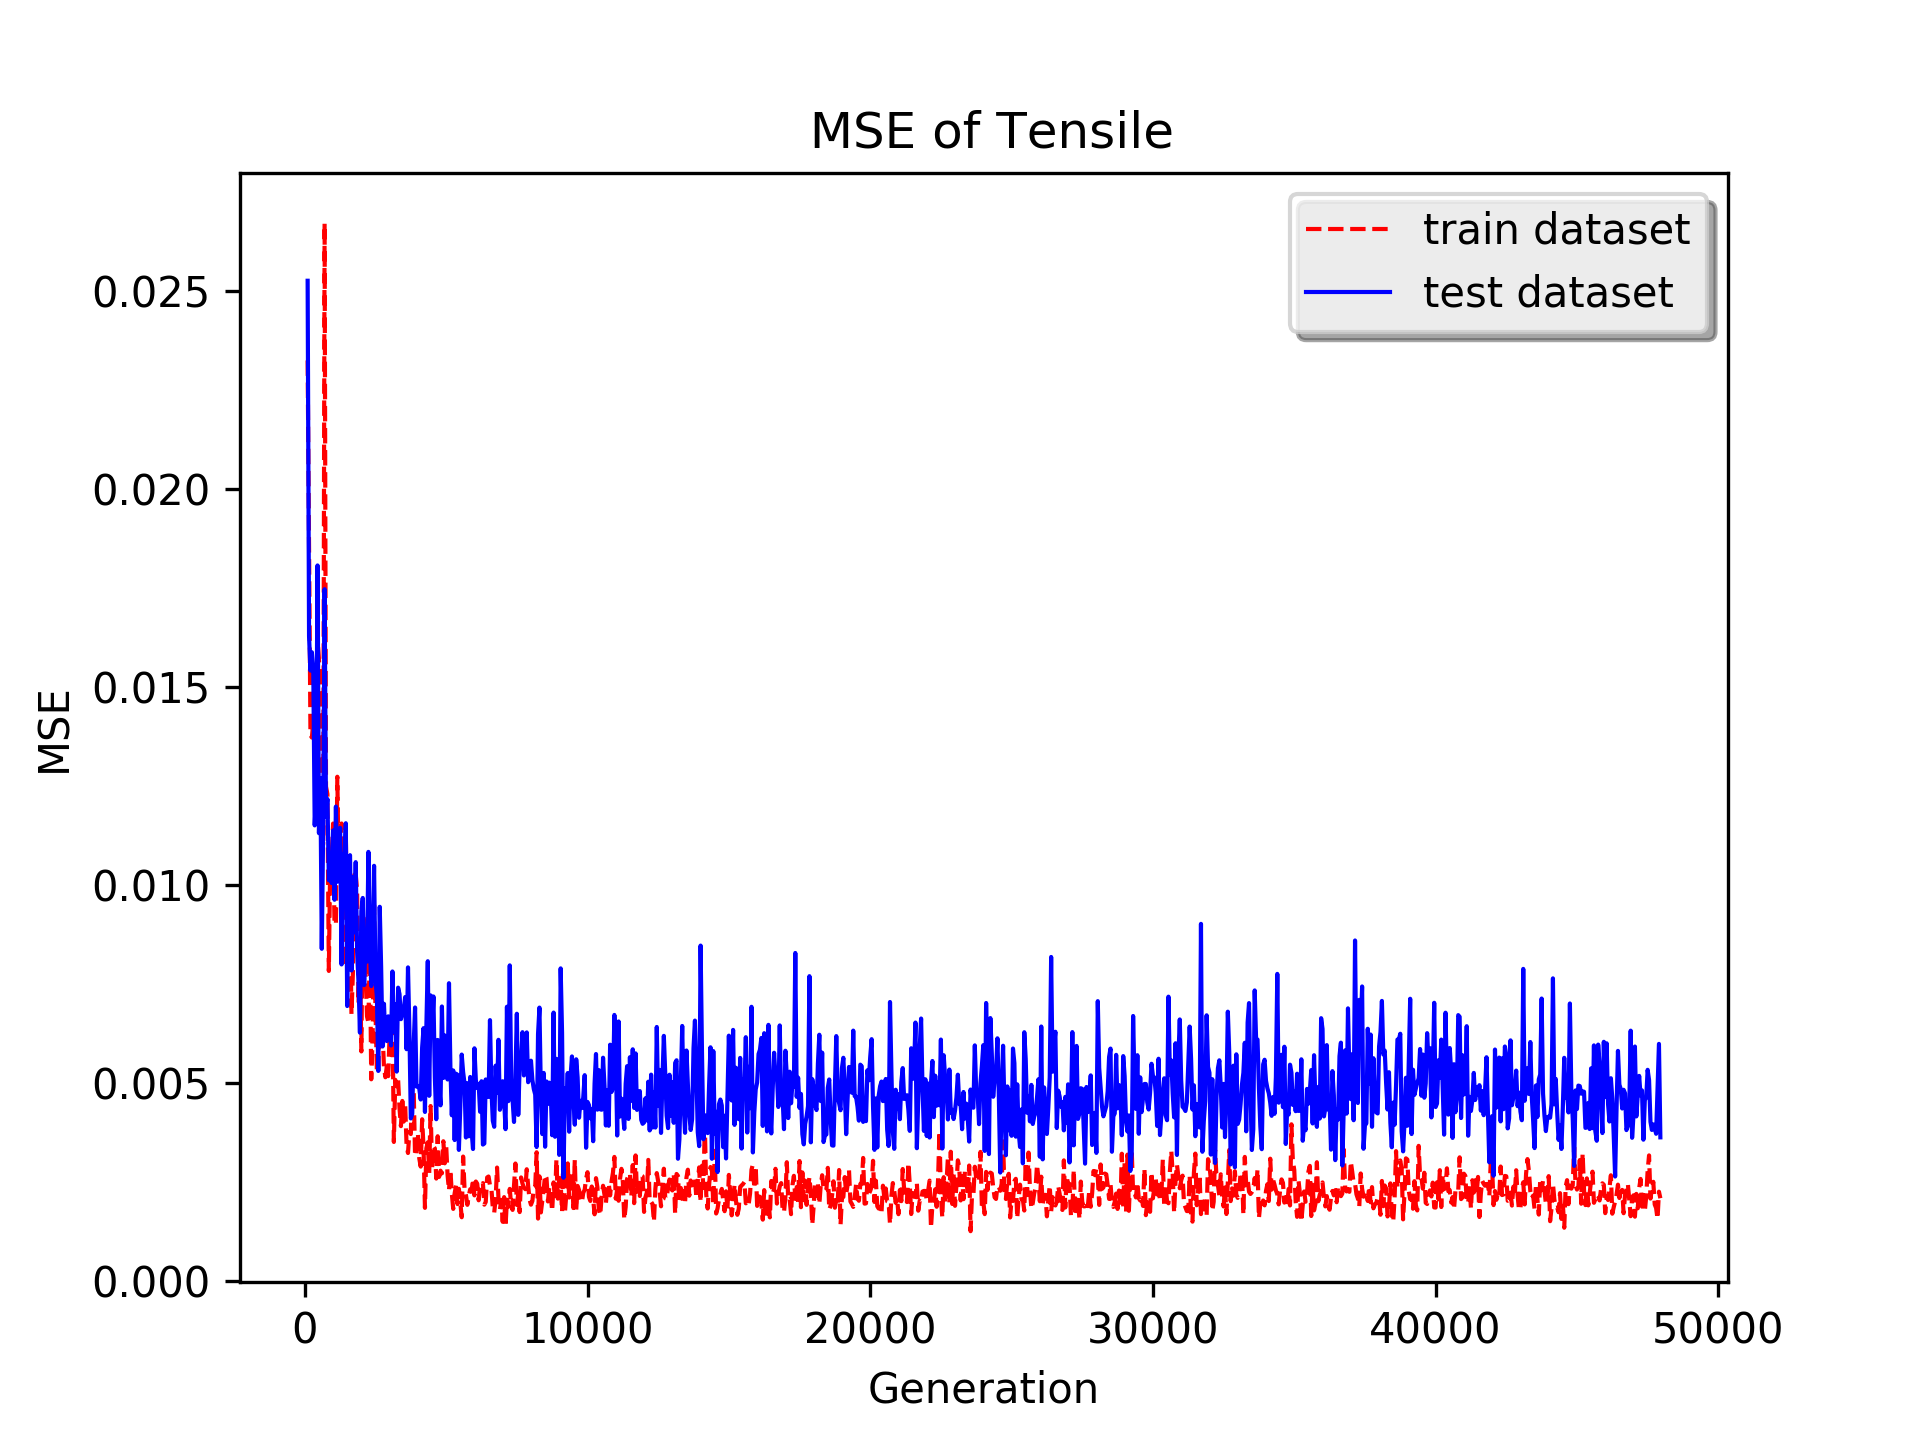 MSE of Tensile
train dataset
test dataset
MSE
0.025
0.020
0.015
0.010
0.005
0.000
0 10000 20000 30000 40000 50000
Generation